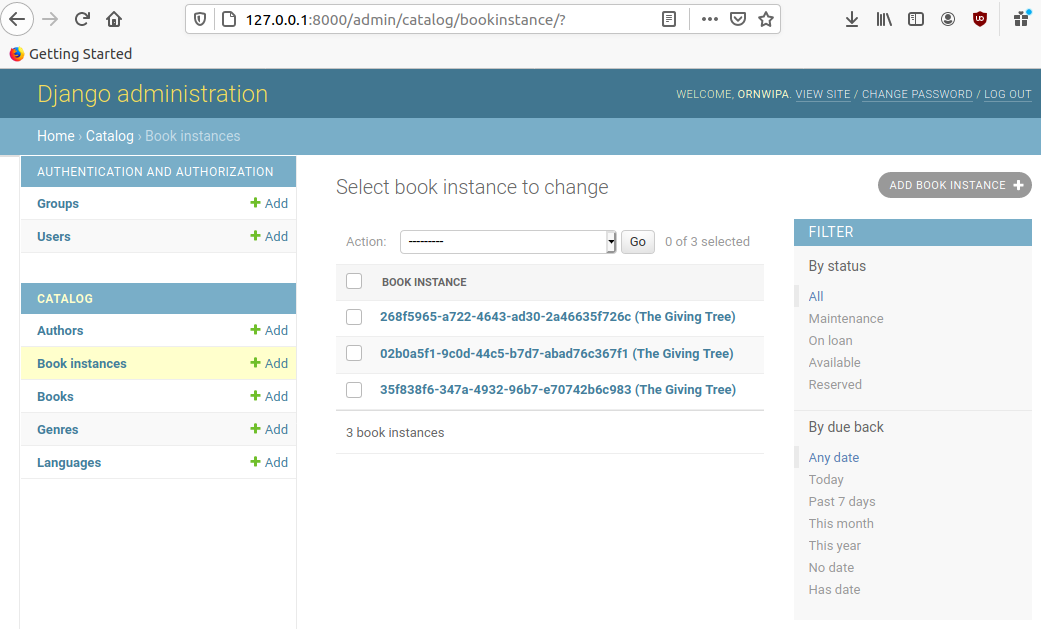 127.0.0.1:8000/admin/catalog/bookinstance/?
Getting Started
Django administration
WELCOME, ORNWIPA. VIEW SITE / CHANGE PASSWORD / LOG OUT
Home › Catalog › Book instances
AUTHENTICATION AND AUTHORIZATION
Groups + Add
Users + Add
CATALOG
Authors + Add
Book instances + Add
Books + Add
Genres + Add
Languages + Add
Select book instance to change
ADD BOOK INSTANCE +
Action: --------- Go 0 of 3 selected
BOOK INSTANCE
268f5965-a722-4643-ad30-2a46635f726c (The Giving Tree)
02b0a5f1-9c0d-44c5-b7d7-abad76c367f1 (The Giving Tree)
35f838f6-347a-4932-96b7-e70742b6c983 (The Giving Tree)
3 book instances
FILTER
By status
All
Maintenance
On loan
Available
Reserved
By due back
Any date
Today
Past 7 days
This month
This year
No date
Has date